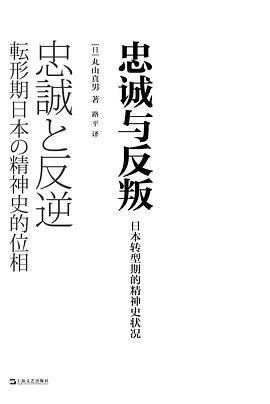 忠诚与反叛
日本转型期的精神史状况
[日]丸山真男 著
路平 译
忠誠と反逆
転形期日本の精神史的位相
上海文艺出版社